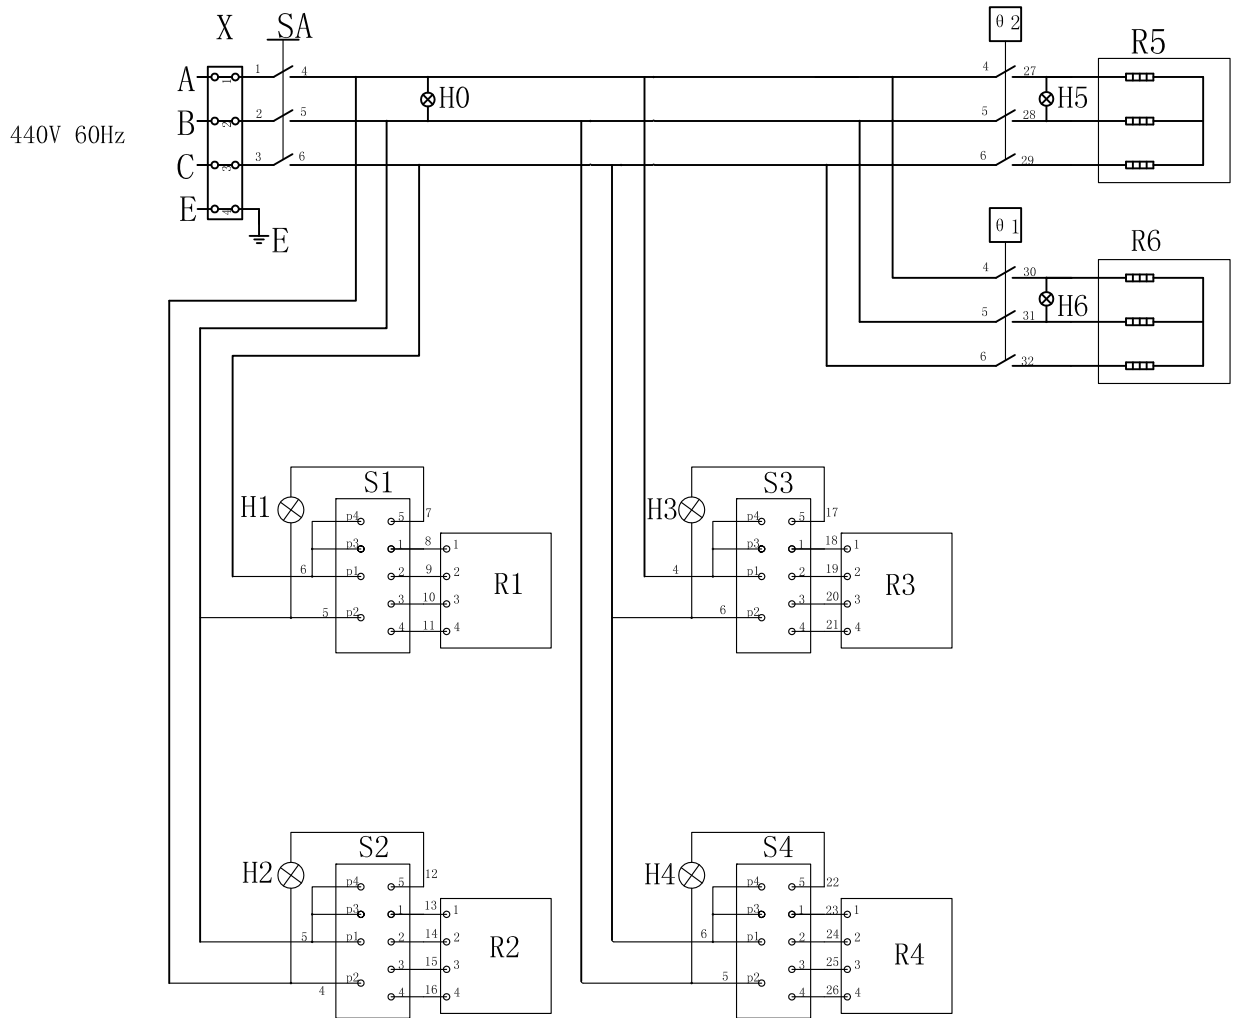 X SA
440V 60Hz
A 1 1 4
B 2 2 5
C 3 3 6
E 4
E
H0
θ2
4 27
5 28
6 29
H5
R5
θ1
4 30
5 31
6 32
H6
R6
H1
S1
p4 5 7
p3 1 8 1
6 p1 2 9 2
3 10 3
5 p2
4 11 4
R1
H3
S3
p4 5 17
p3 1 18 1
4 p1 2 19 2
3 20 3
6 p2
4 21 4
R3
H2
S2
p4 5 12
p3 1 13 1
5 p1 2 14 2
3 15 3
4 p2
4 16 4
R2
H4
S4
p4 5 22
p3 1 23 1
6 p1 2 24 2
3 25 3
5 p2
4 26 4
R4